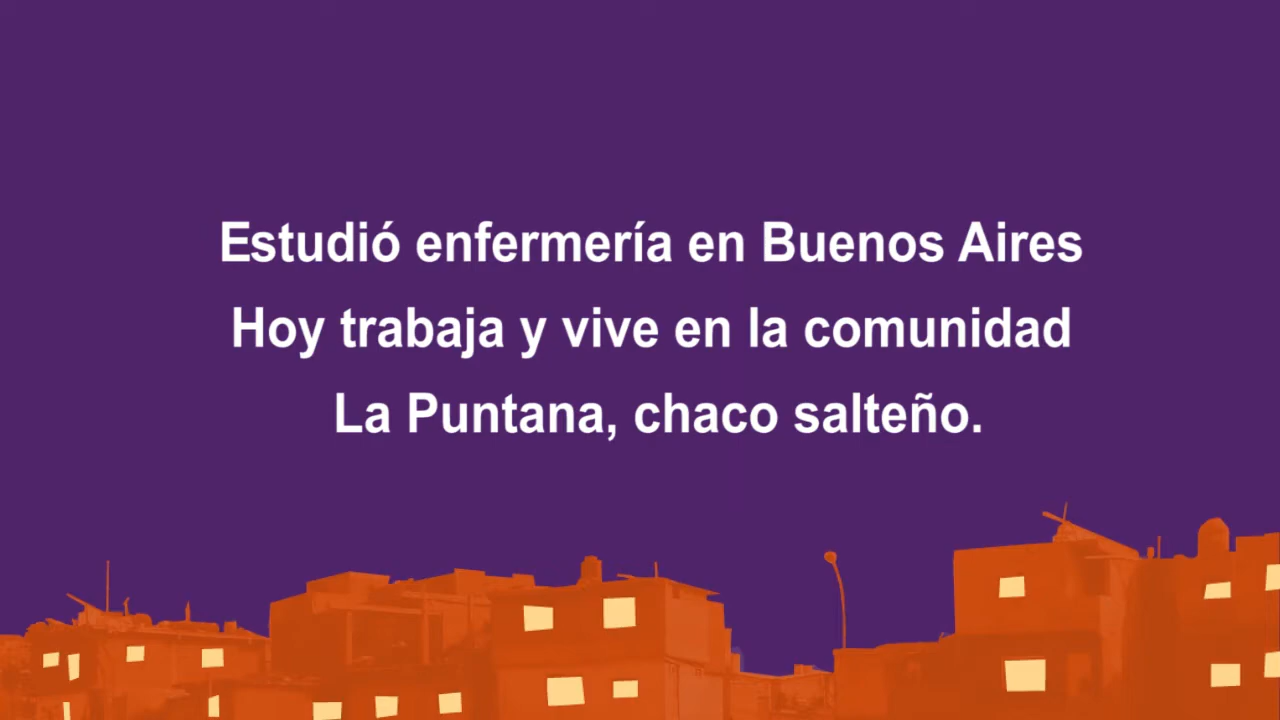 Estudió enfermería en Buenos Aires
Hoy trabaja y vive en la comunidad
La Puntana, chaco salteño.